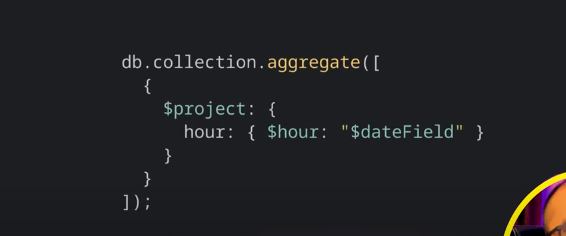 db.collection.aggregate([
  {
    $project: {
      hour: { $hour: "$dateField" }
    }
  }
]);